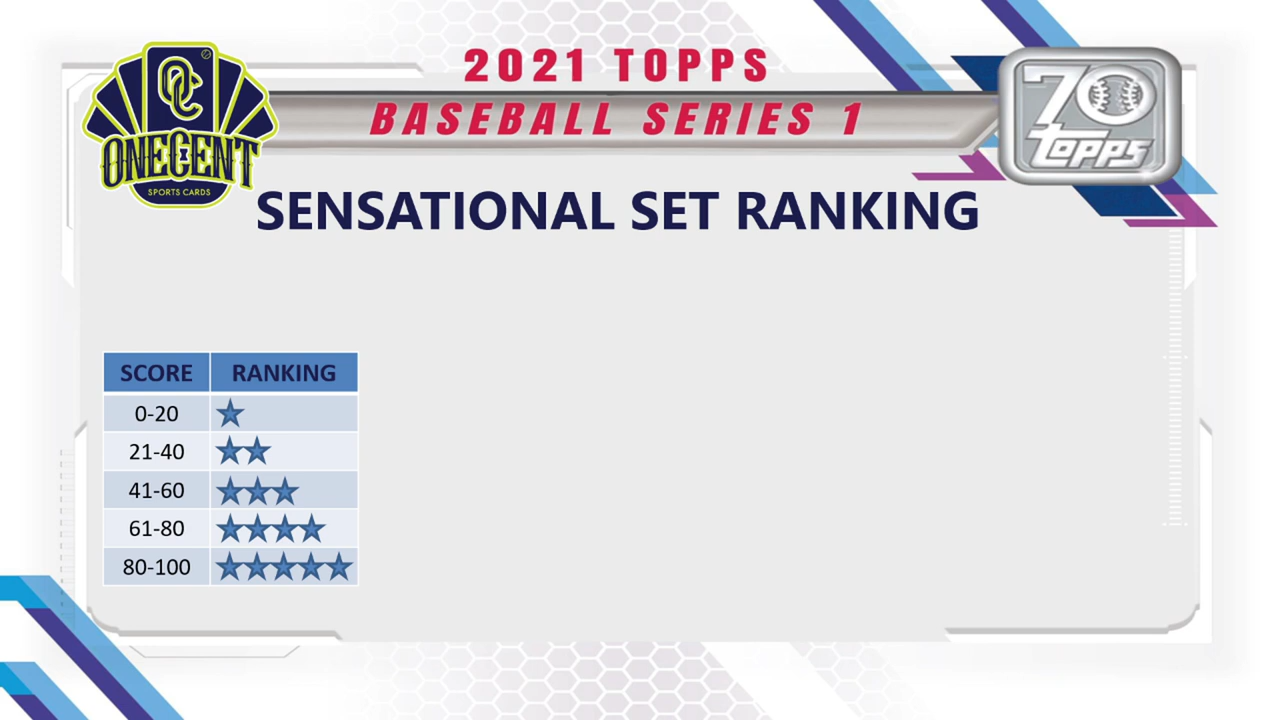 2021 TOPPS
BASEBALL SERIES 1
OC
ONECENT
SPORTS CARDS
70
topps
SENSATIONAL SET RANKING
SCORE RANKING
0-20 ★
21-40 ★★
41-60 ★★★
61-80 ★★★★
80-100 ★★★★★